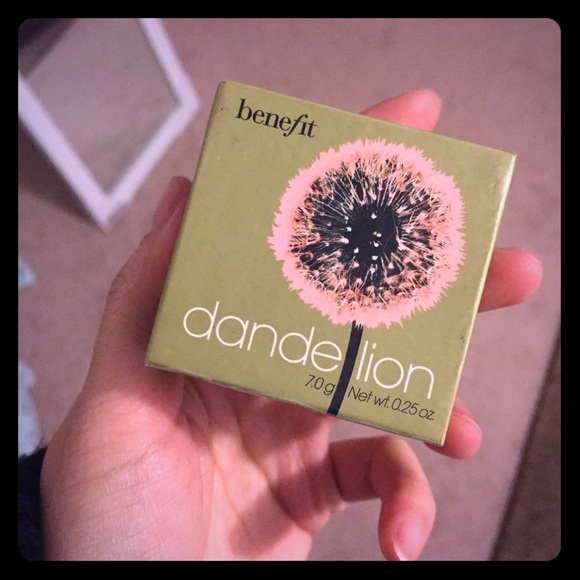 benefit
dandelion
7.0 g Net wt. 0.25 oz.